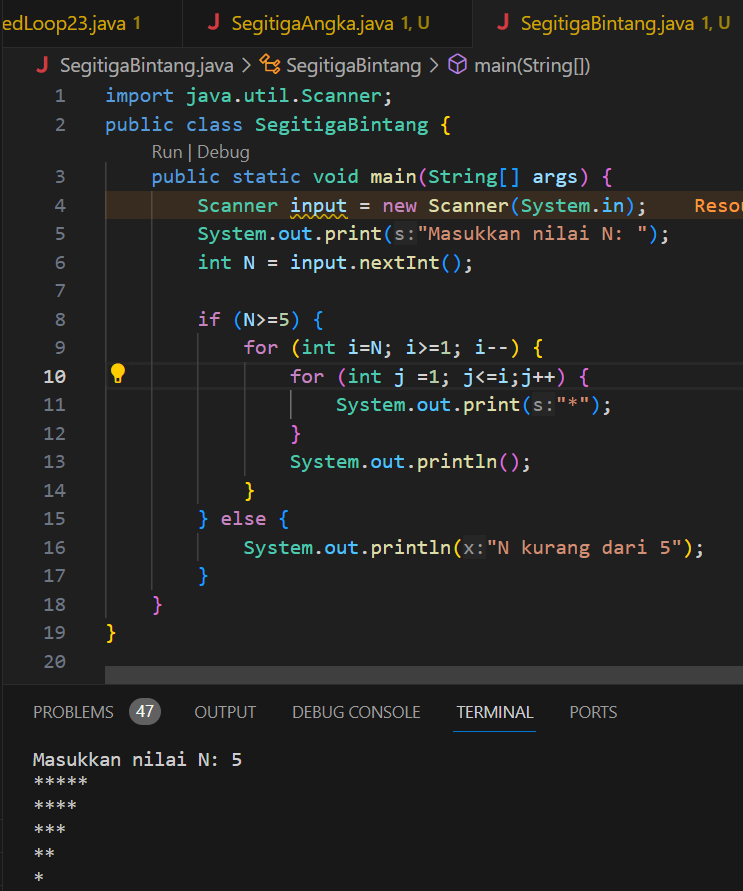 edLoop23.java 1 J SegitigaAngka.java 1, U J SegitigaBintang.java 1, U
J SegitigaBintang.java > SegitigaBintang > main(String[])
1 import java.util.Scanner;
2 public class SegitigaBintang {
Run | Debug
3 public static void main(String[] args) {
4 Scanner input = new Scanner(System.in); Resou
5 System.out.print(s:"Masukkan nilai N: ");
6 int N = input.nextInt();
7
8 if (N>=5) {
9 for (int i=N; i>=1; i--) {
10 for (int j =1; j<=i;j++) {
11 System.out.print(s:"*");
12 }
13 System.out.println();
14 }
15 } else {
16 System.out.println(x:"N kurang dari 5");
17 }
18 }
19 }
20
PROBLEMS 47 OUTPUT DEBUG CONSOLE TERMINAL PORTS
Masukkan nilai N: 5
*****
****
***
**
*